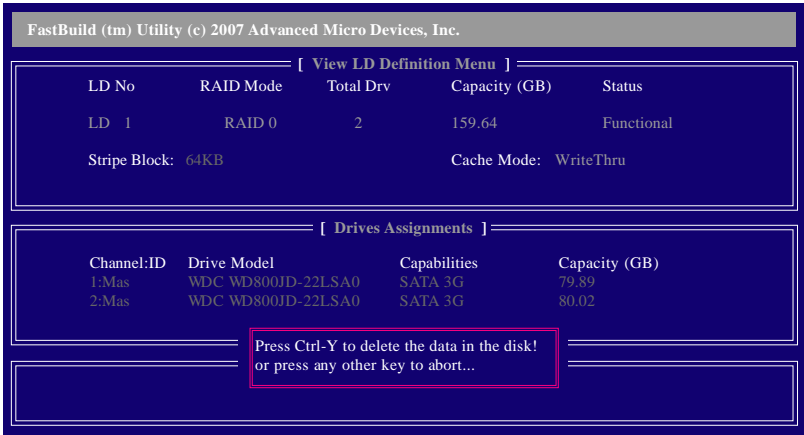 FastBuild (tm) Utility (c) 2007 Advanced Micro Devices, Inc.
[ View LD Definition Menu ]
LD No RAID Mode Total Drv Capacity (GB) Status
LD 1 RAID 0 2 159.64 Functional
Stripe Block: 64KB Cache Mode: WriteThru
[ Drives Assignments ]
Channel:ID Drive Model Capabilities Capacity (GB)
1:Mas WDC WD800JD-22LSA0 SATA 3G 79.89
2:Mas WDC WD800JD-22LSA0 SATA 3G 80.02
Press Ctrl-Y to delete the data in the disk!
or press any other key to abort...